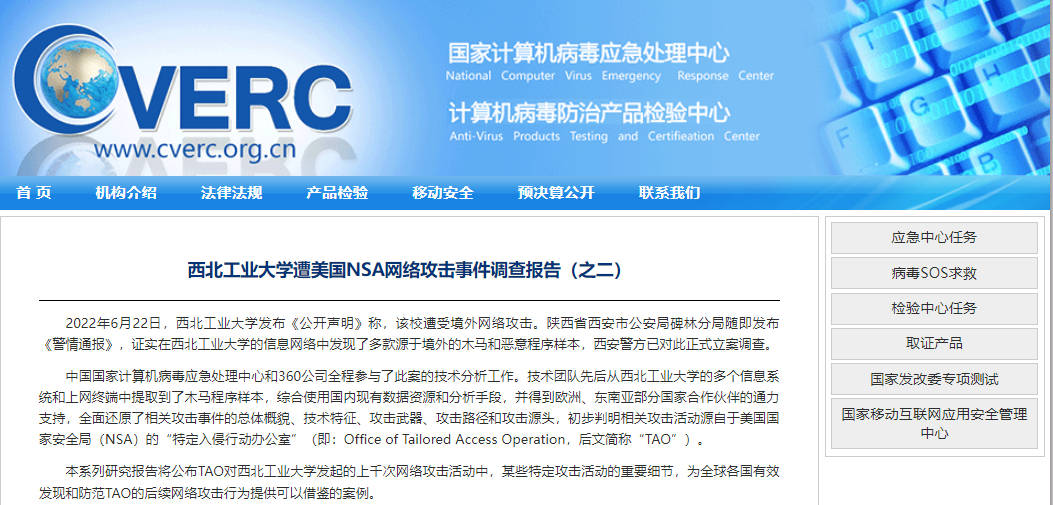 CVERC
www.cverc.org.cn
国家计算机病毒应急处理中心
National Computer Virus Emergency Response Center
计算机病毒防治产品检验中心
Anti-Virus Products Testing and Certifieation Center
首 页 机构介绍 法律法规 产品检验 移动安全 预决算公开 联系我们
西北工业大学遭美国NSA网络攻击事件调查报告（之二）
2022年6月22日，西北工业大学发布《公开声明》称，该校遭受境外网络攻击。陕西省西安市公安局碑林分局随即发布
《警情通报》，证实在西北工业大学的信息网络中发现了多款源于境外的木马和恶意程序样本，西安警方已对此正式立案调查。
中国国家计算机病毒应急处理中心和360公司全程参与了此案的技术分析工作。技术团队先后从西北工业大学的多个信息系
统和上网终端中提取到了木马程序样本，综合使用国内现有数据资源和分析手段，并得到欧洲、东南亚部分国家合作伙伴的通力
支持，全面还原了相关攻击事件的总体概貌、技术特征、攻击武器、攻击路径和攻击源头，初步判明相关攻击活动源自于美国国
家安全局（NSA）的“特定入侵行动办公室”（即：Office of Tailored Access Operation，后文简称“TAO”）。
本系列研究报告将公布TAO对西北工业大学发起的上千次网络攻击活动中，某些特定攻击活动的重要细节，为全球各国有效
发现和防范TAO的后续网络攻击行为提供可以借鉴的案例。
应急中心任务
病毒SOS求救
检验中心任务
取证产品
国家发改委专项测试
国家移动互联网应用安全管理
中心